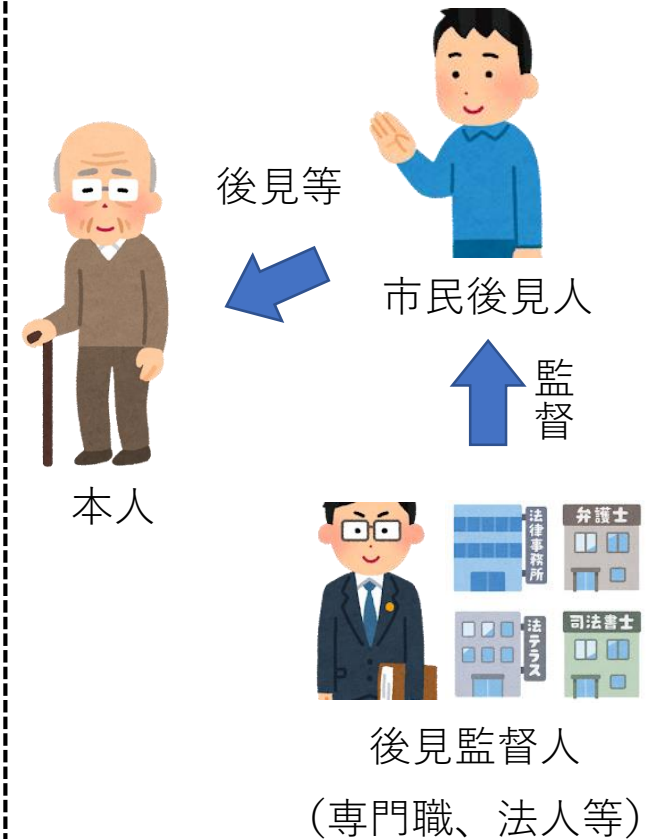 後見等
市民後見人
監督
本人
法律事務所
弁護士
法テラス
司法書士
後見監督人
（専門職、法人等）